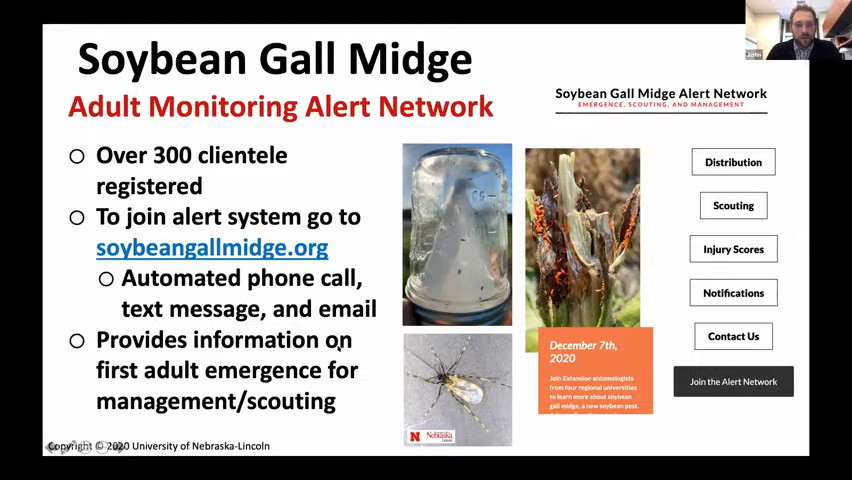 Soybean Gall Midge
Adult Monitoring Alert Network
Over 300 clientele
registered
To join alert system go to
soybeangallmidge.org
Automated phone call,
text message, and email
Provides information on
first adult emergence for
management/scouting
Copyright © 2020 University of Nebraska-Lincoln
N
Nebraska
Lincoln
December 7th,
2020
Join Extension entomologists
from four regional universities
to learn more about soybean
gall midge, a new soybean pest.
Soybean Gall Midge Alert Network
EMERGENCE, SCOUTING, AND MANAGEMENT
Distribution
Scouting
Injury Scores
Notifications
Contact Us
Join the Alert Network
Justin